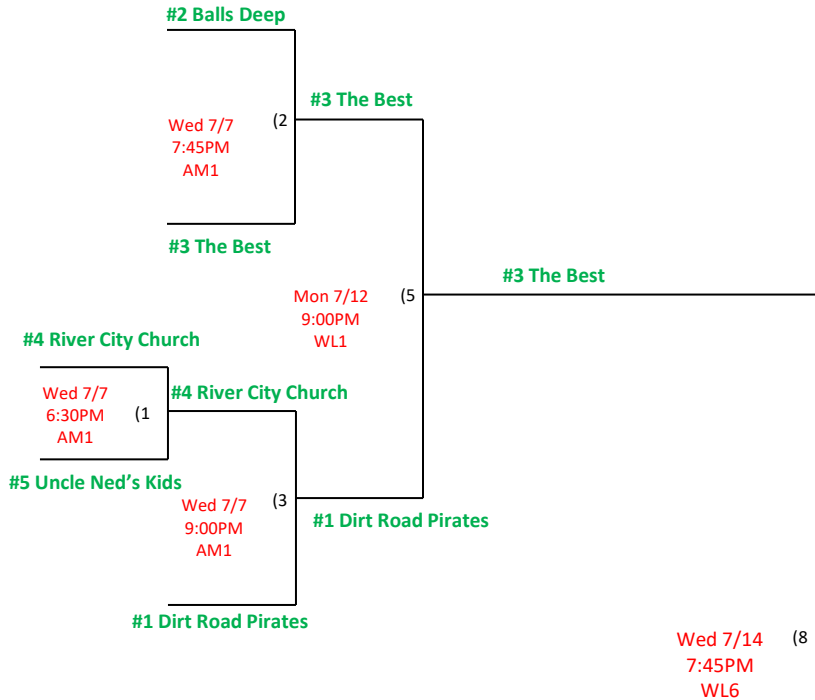 #2 Balls Deep
#3 The Best
Wed 7/7
7:45PM
AM1
(2
#3 The Best
#3 The Best
Mon 7/12
9:00PM
WL1
(5
#4 River City Church
#4 River City Church
Wed 7/7
6:30PM
AM1
(1
#5 Uncle Ned’s Kids
Wed 7/7
9:00PM
AM1
(3
#1 Dirt Road Pirates
#1 Dirt Road Pirates
Wed 7/14
7:45PM
WL6
(8